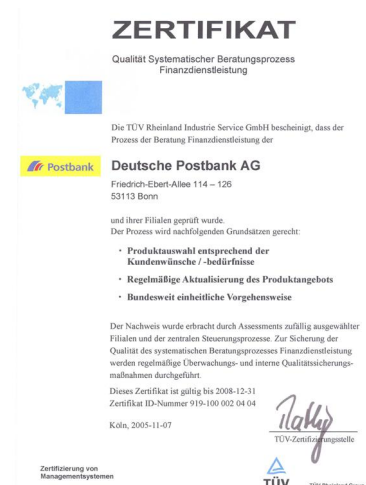 ZERTIFIKAT
Qualität Systematischer Beratungsprozess
Finanzdienstleistung
Die TÜV Rheinland Industrie Service GmbH bescheinigt, dass der
Prozess der Beratung Finanzdienstleistung der
Postbank
Deutsche Postbank AG
Friedrich-Ebert-Allee 114 – 126
53113 Bonn
und ihrer Filialen geprüft wurde.
Der Prozess wird nachfolgenden Grundsätzen gerecht:
· Produktauswahl entsprechend der
Kundenwünsche / -bedürfnisse
· Regelmäßige Aktualisierung des Produktangebots
· Bundesweit einheitliche Vorgehensweise
Der Nachweis wurde erbracht durch Assessments zufällig ausgewählter
Filialen und der zentralen Steuerungsprozesse. Zur Sicherung der
Qualität des systematischen Beratungsprozesses Finanzdienstleistung
werden regelmäßige Überwachungs- und interne Qualitätssicherungs-
maßnahmen durchgeführt.
Dieses Zertifikat ist gültig bis 2008-12-31
Zertifikat ID-Nummer 919-100 002 04 04
Köln, 2005-11-07
TÜV-Zertifizierungsstelle
Zertifizierung von
Managementsystemen
TÜV
TÜV Rheinland Group